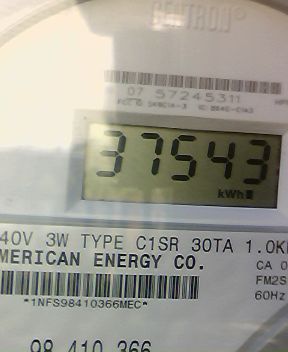 CENTRON®
07 57245311
37543
kWh
40V 3W TYPE C1SR 30TA 1.0K
MERICAN ENERGY CO.
CA 0
FM2S
60Hz
*1NFS98410366MEC*
98 410 366